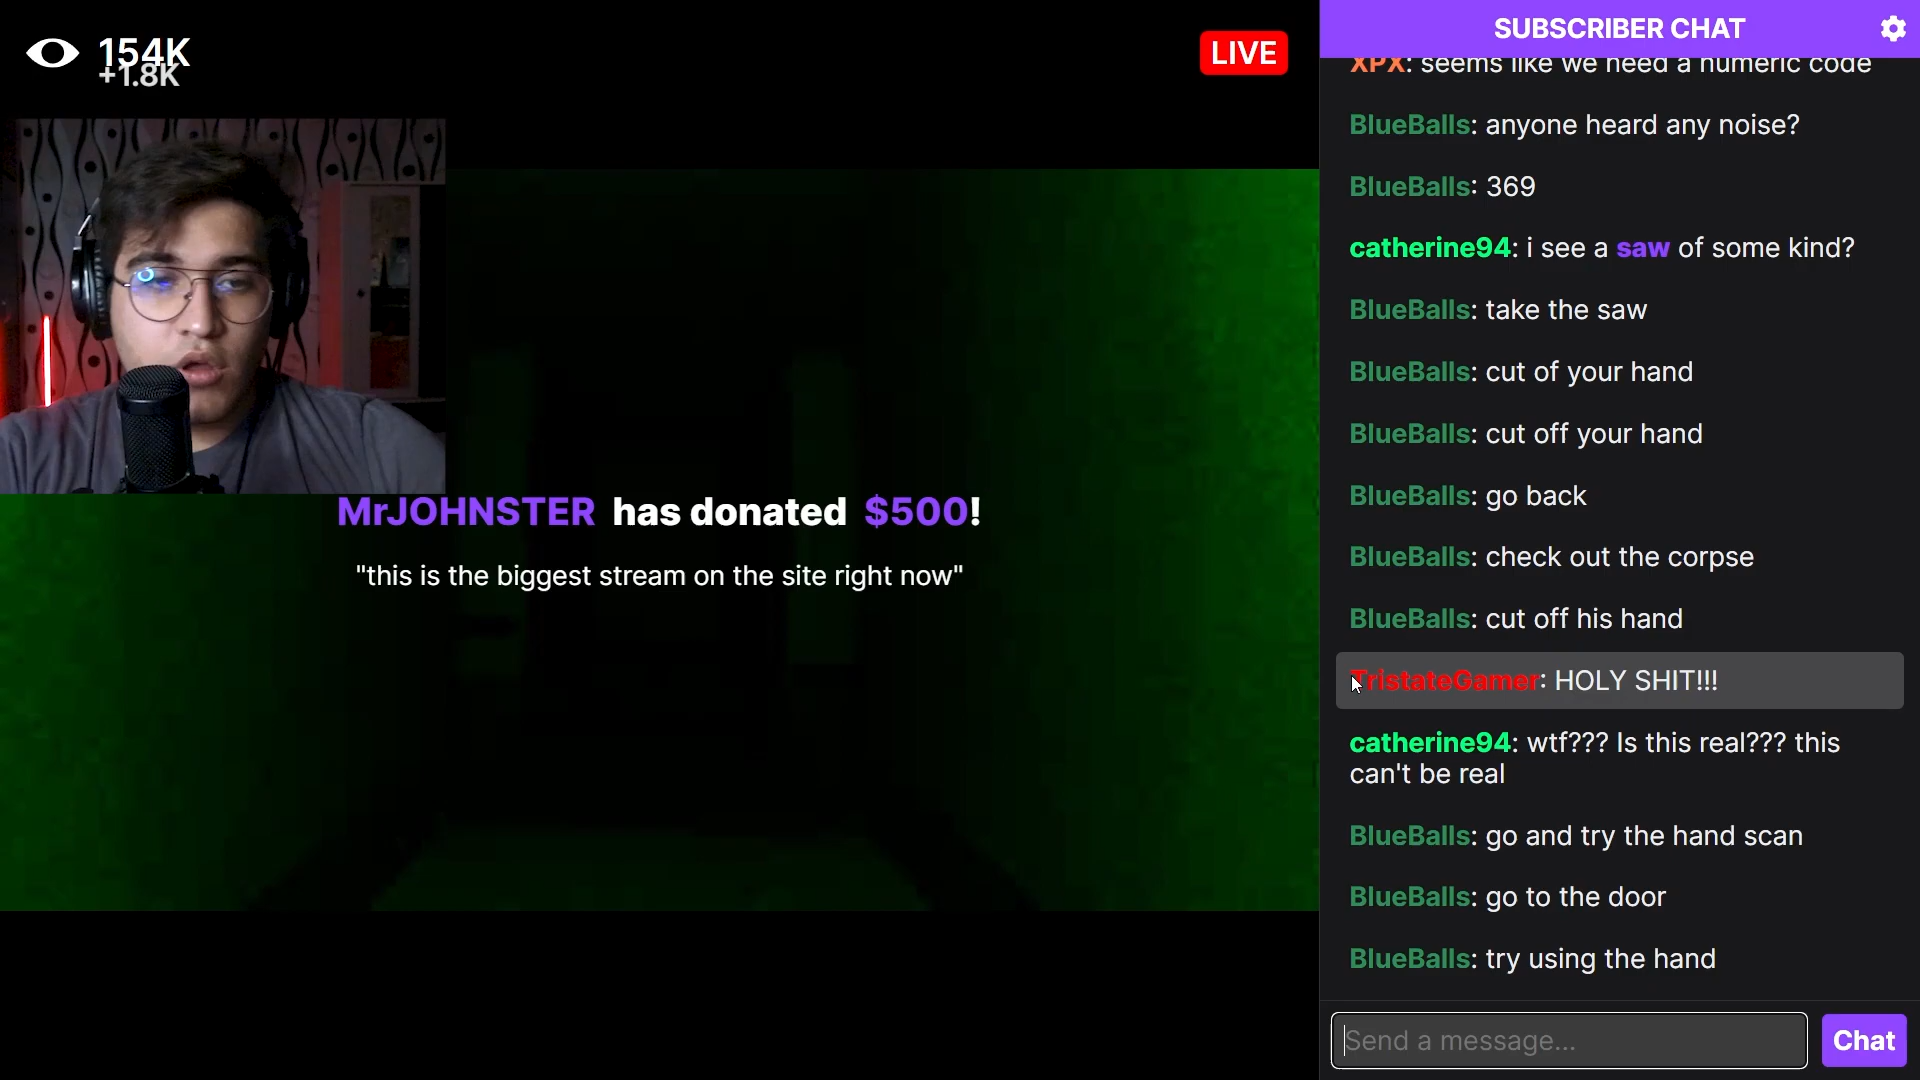 154K
+1.8K
LIVE
MrJOHNSTER has donated $500!
"this is the biggest stream on the site right now"
SUBSCRIBER CHAT
XPX: seems like we need a numeric code
BlueBalls: anyone heard any noise?
BlueBalls: 369
catherine94: i see a saw of some kind?
BlueBalls: take the saw
BlueBalls: cut of your hand
BlueBalls: cut off your hand
BlueBalls: go back
BlueBalls: check out the corpse
BlueBalls: cut off his hand
TristateGamer: HOLY SHIT!!!
catherine94: wtf??? Is this real??? this
can't be real
BlueBalls: go and try the hand scan
BlueBalls: go to the door
BlueBalls: try using the hand
Send a message...
Chat